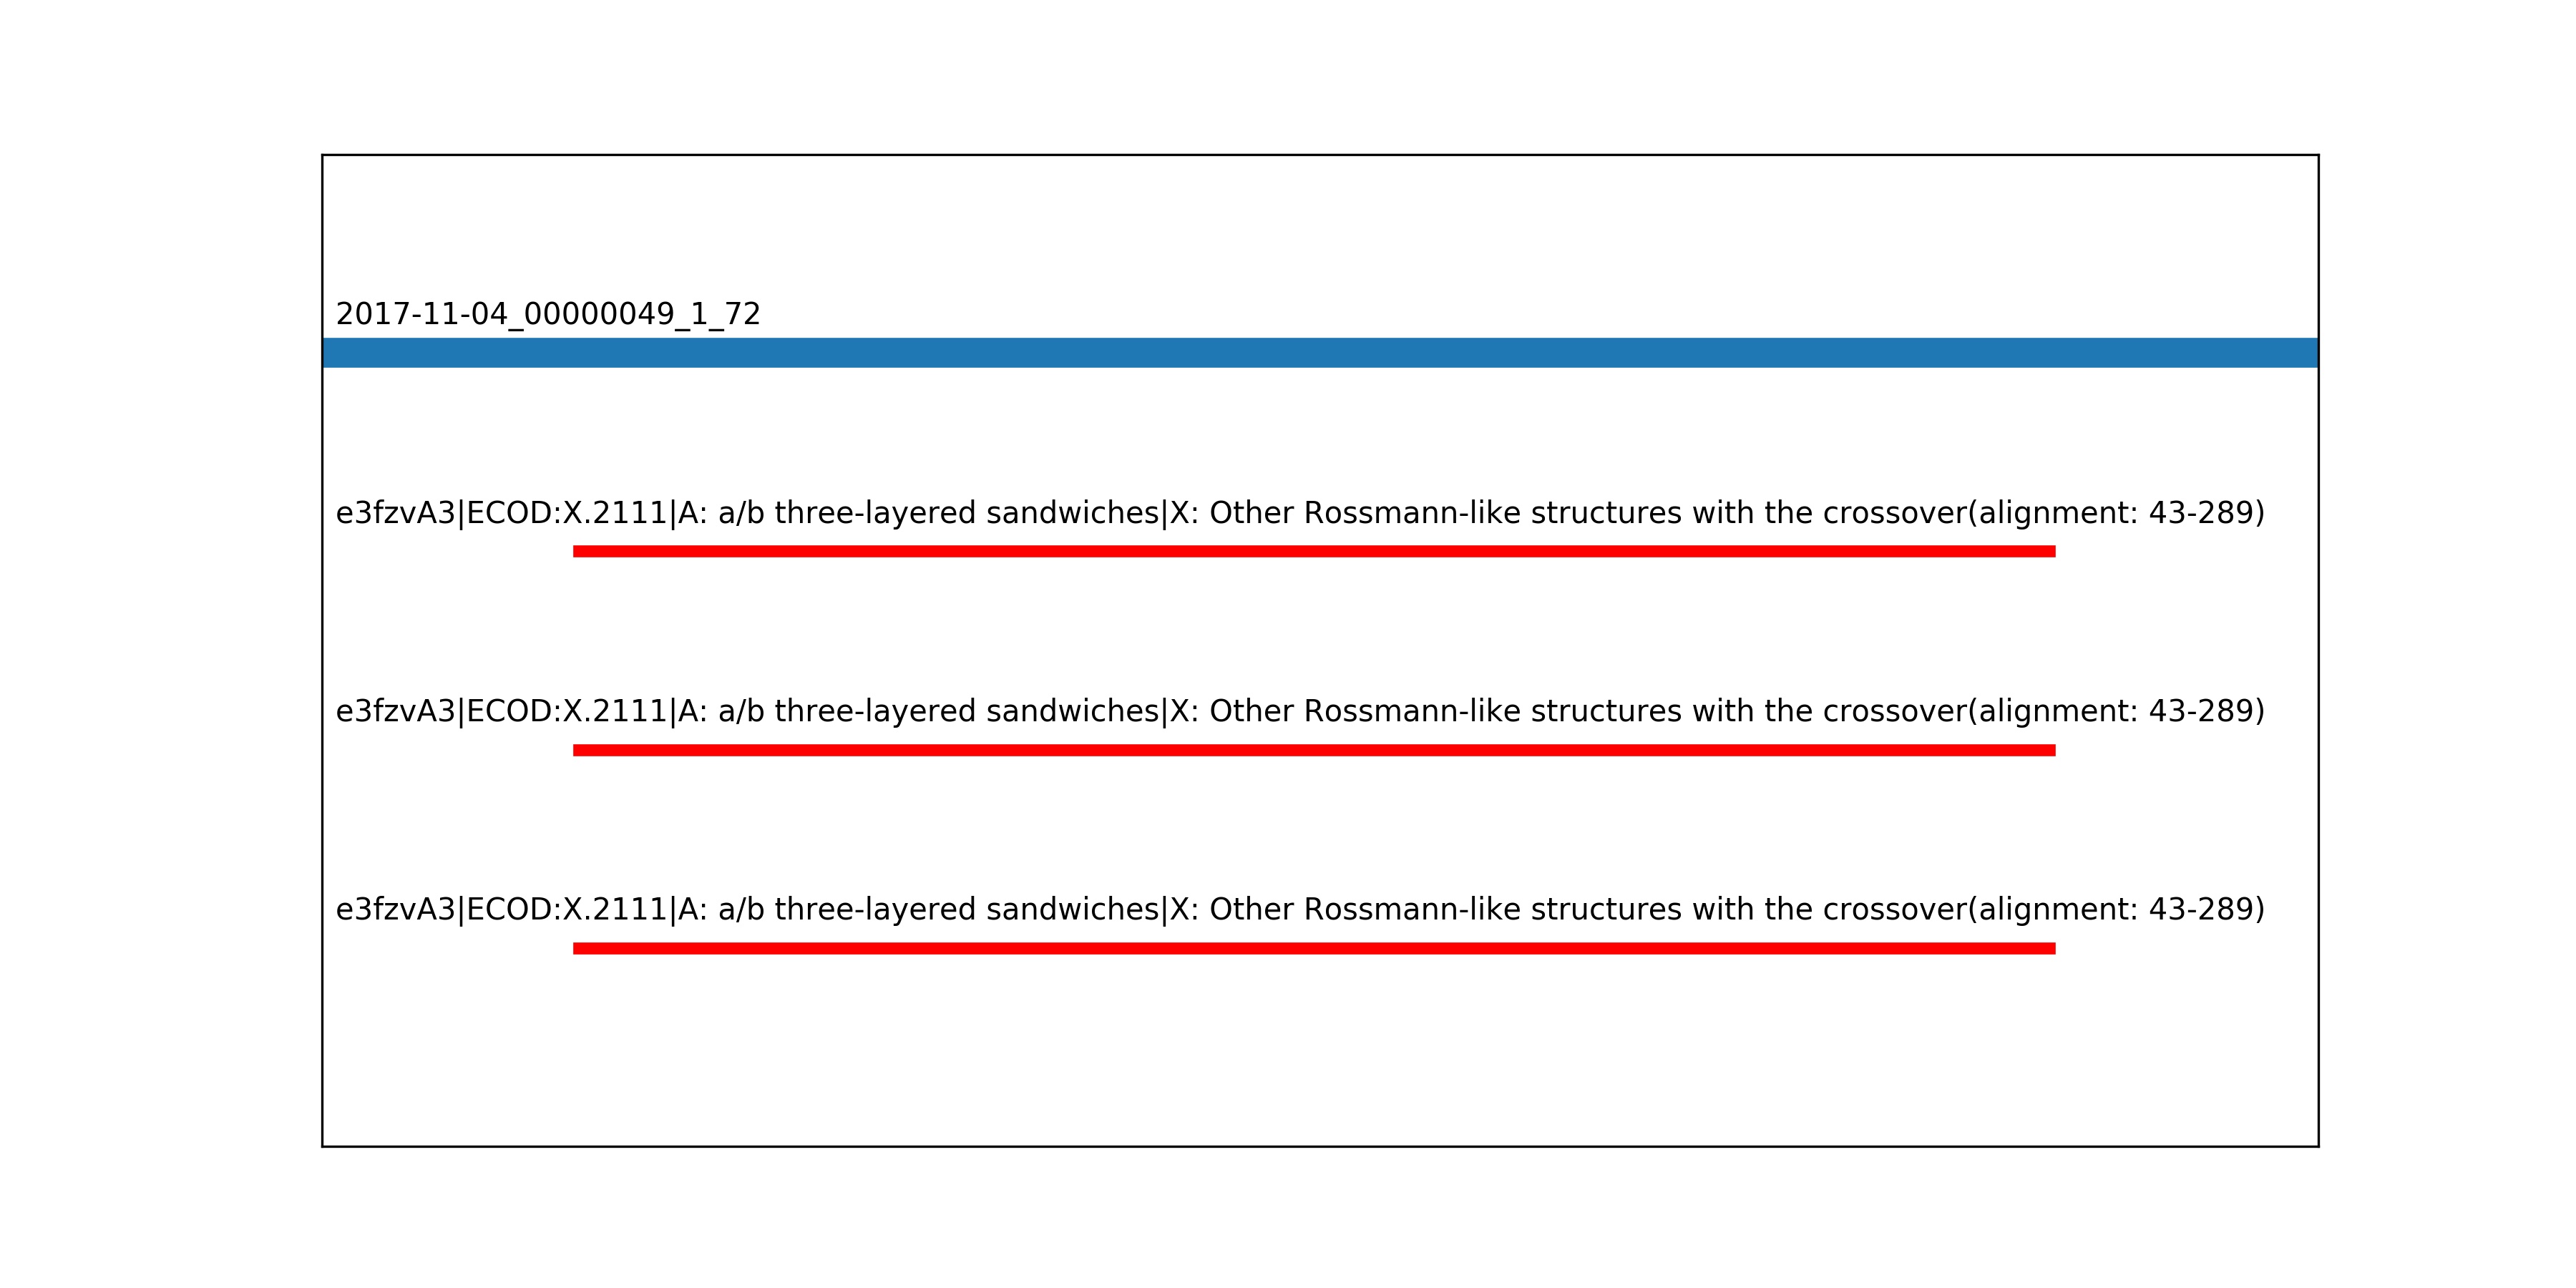 2017-11-04_00000049_1_72
e3fzvA3|ECOD:X.2111|A: a/b three-layered sandwiches|X: Other Rossmann-like structures with the crossover(alignment: 43-289)
e3fzvA3|ECOD:X.2111|A: a/b three-layered sandwiches|X: Other Rossmann-like structures with the crossover(alignment: 43-289)
e3fzvA3|ECOD:X.2111|A: a/b three-layered sandwiches|X: Other Rossmann-like structures with the crossover(alignment: 43-289)